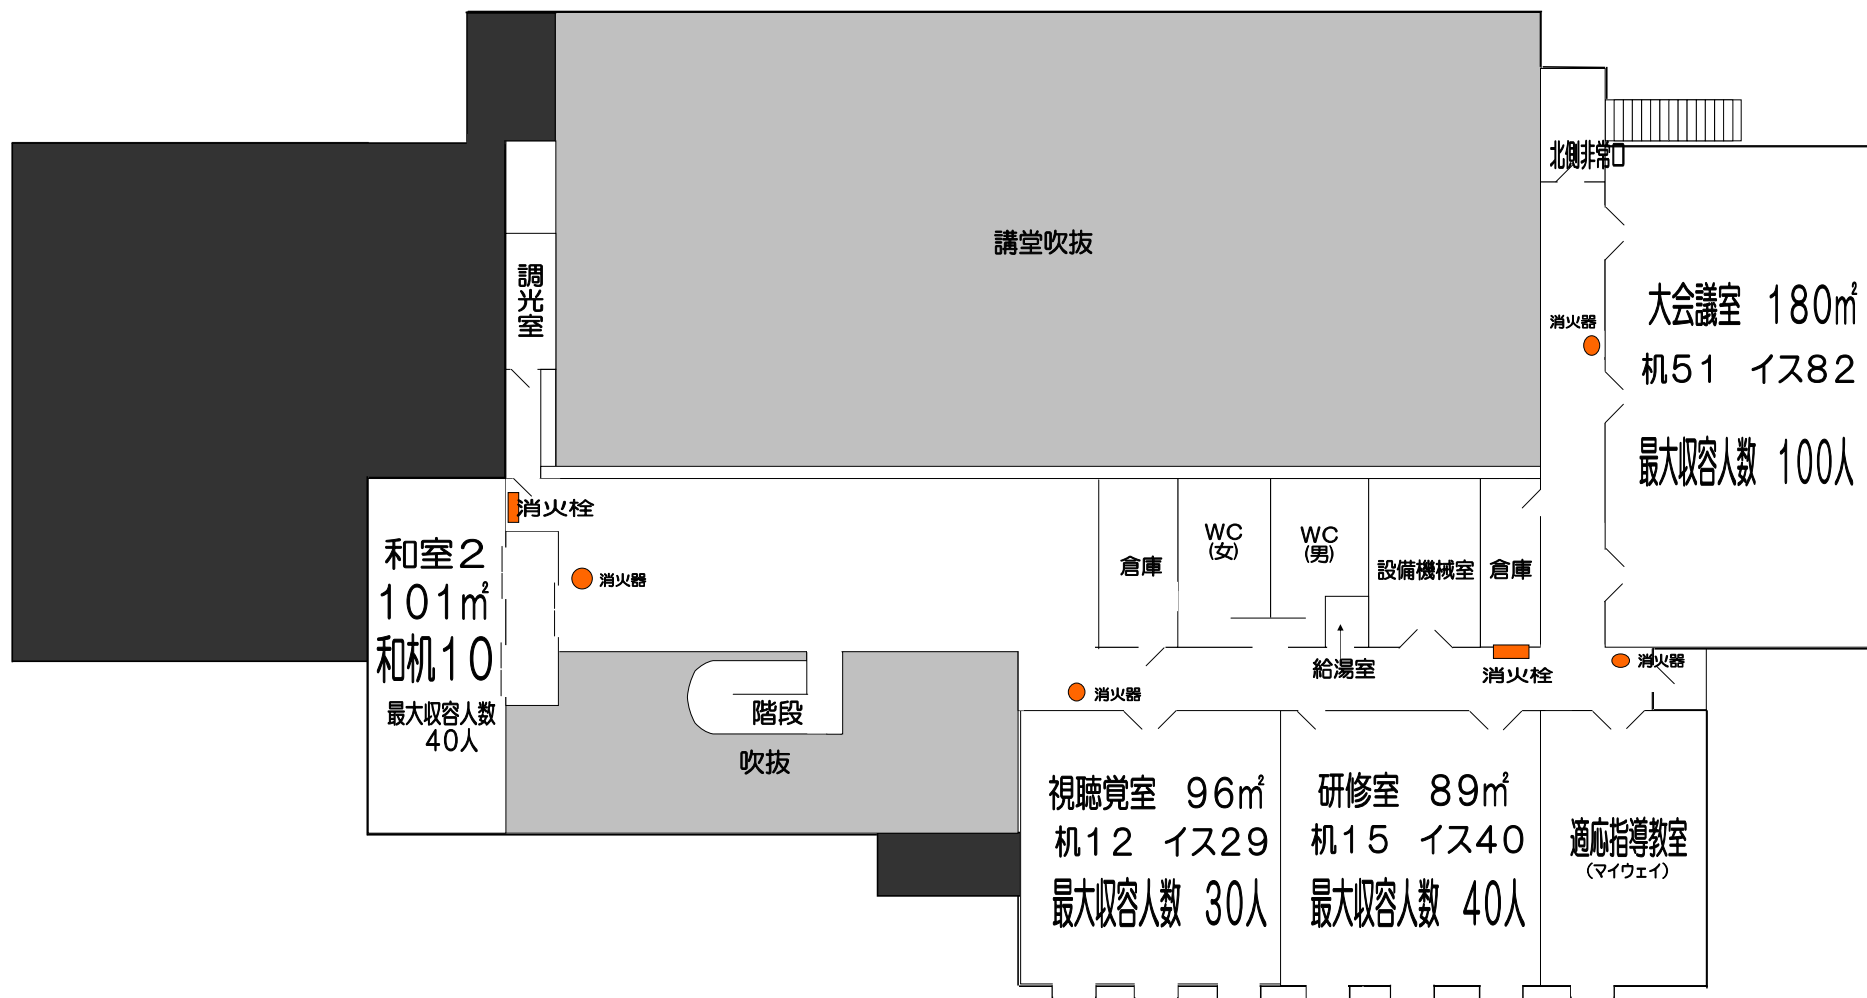 北側非常口
講堂吹抜
調光室
消火器
大会議室 180㎡
机51 イス82
最大収容人数 100人
消火栓
和室2
101㎡
和机10
最大収容人数
40人
消火器
倉庫
WC
(女)
WC
(男)
設備機械室
倉庫
給湯室
消火栓
消火器
消火器
階段
吹抜
視聴覚室 96㎡
机12 イス29
最大収容人数 30人
研修室 89㎡
机15 イス40
最大収容人数 40人
適応指導教室
(マイウェイ)